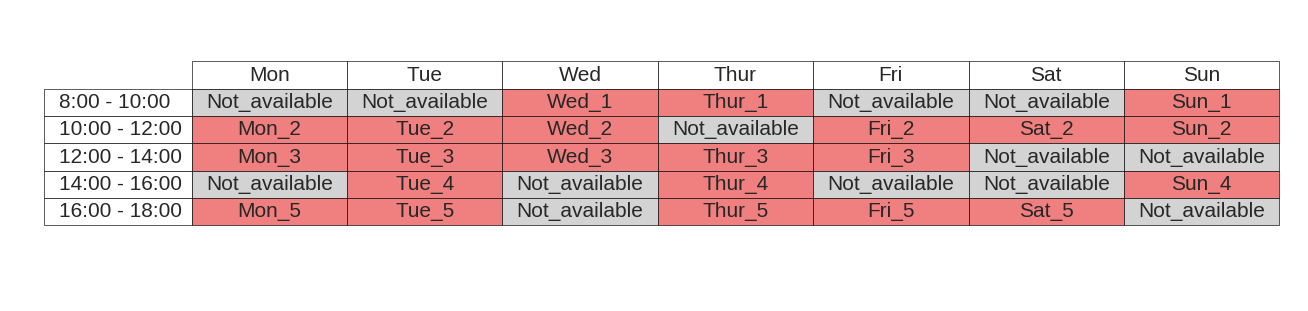 Mon Tue Wed Thur Fri Sat Sun
8:00 - 10:00 Not_available Not_available Wed_1 Thur_1 Not_available Not_available Sun_1
10:00 - 12:00 Mon_2 Tue_2 Wed_2 Not_available Fri_2 Sat_2 Sun_2
12:00 - 14:00 Mon_3 Tue_3 Wed_3 Thur_3 Fri_3 Not_available Not_available
14:00 - 16:00 Not_available Tue_4 Not_available Thur_4 Not_available Not_available Sun_4
16:00 - 18:00 Mon_5 Tue_5 Not_available Thur_5 Fri_5 Sat_5 Not_available